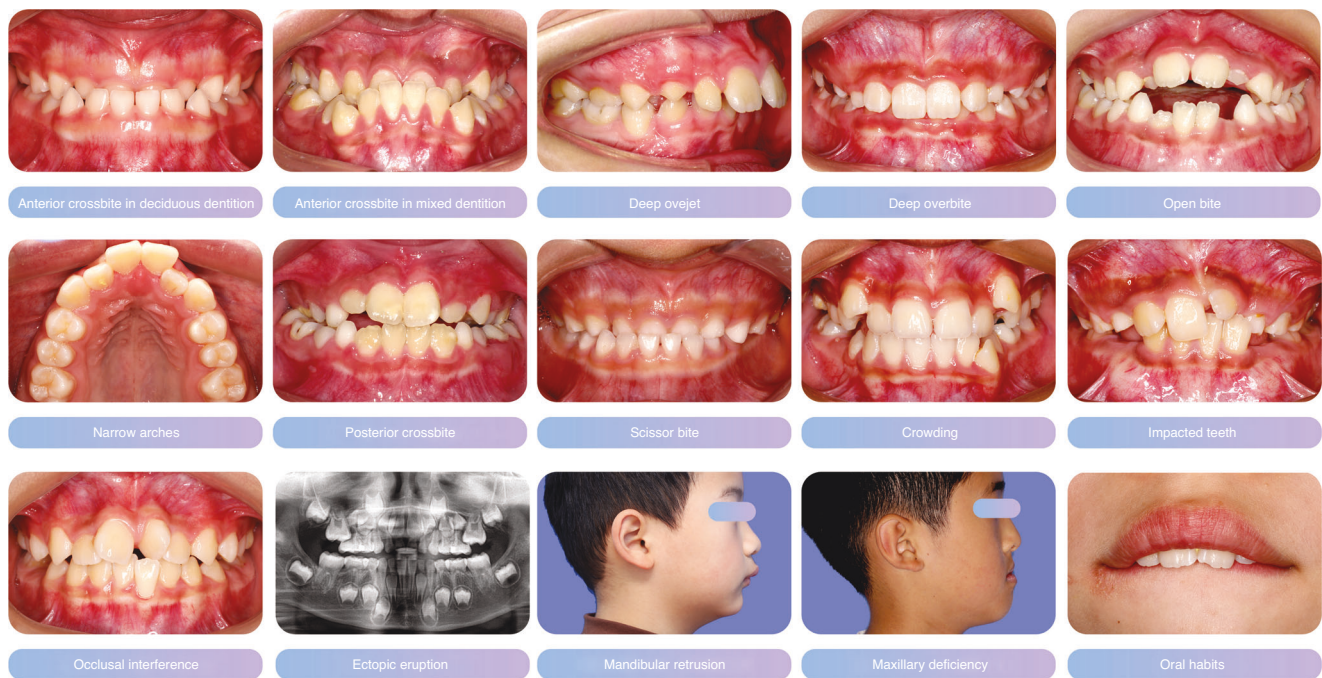 Anterior crossbite in deciduous dentition
Anterior crossbite in mixed dentition
Deep ovejet
Deep overbite
Open bite
Narrow arches
Posterior crossbite
Scissor bite
Crowding
Impacted teeth
Occlusal interference
Ectopic eruption
Mandibular retrusion
Maxillary deficiency
Oral habits